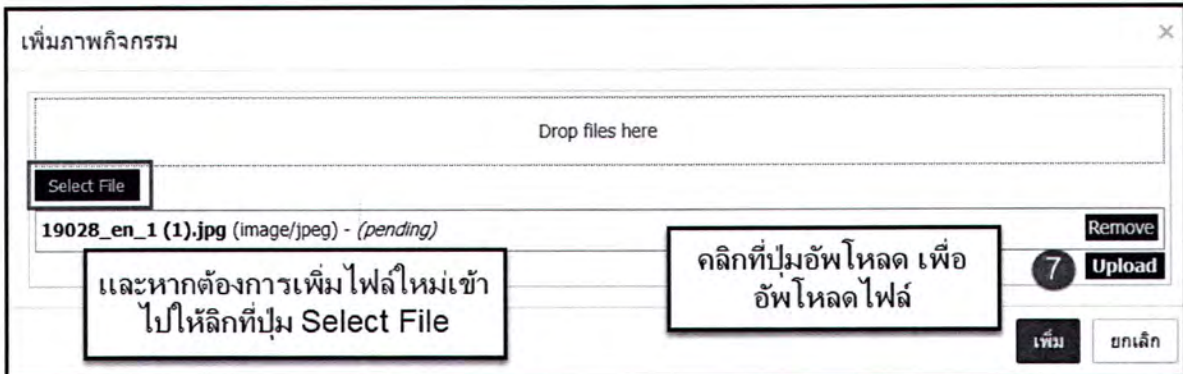 เพิ่มภาพกิจกรรม
×
Drop files here
Select File
19028_en_1 (1).jpg (image/jpeg) - (pending)
Remove
และหากต้องการเพิ่มไฟล์ใหม่เข้า
ไปให้ลิกที่ปุ่ม Select File
คลิกที่ปุ่มอัพโหลด เพื่อ
อัพโหลดไฟล์
7 Upload
เพิ่ม ยกเลิก